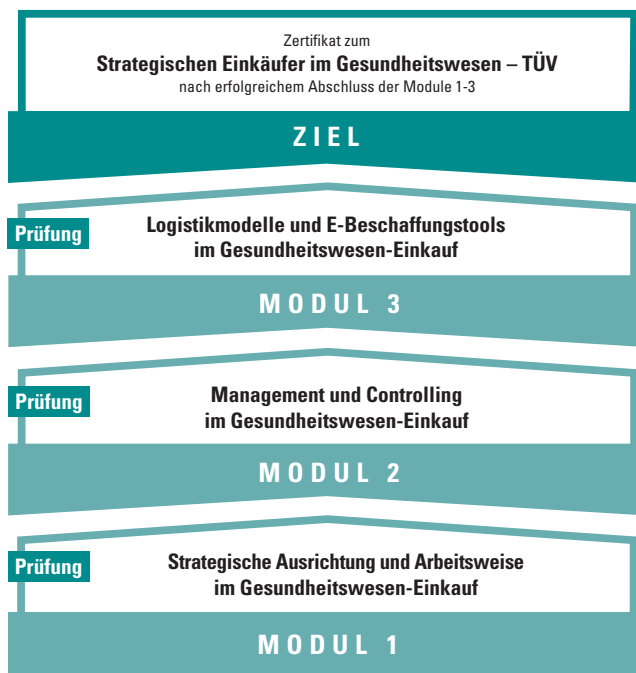 Zertifikat zum
Strategischen Einkäufer im Gesundheitswesen – TÜV
nach erfolgreichem Abschluss der Module 1-3
ZIEL
Prüfung
Logistikmodelle und E-Beschaffungstools
im Gesundheitswesen-Einkauf
MODUL 3
Prüfung
Management und Controlling
im Gesundheitswesen-Einkauf
MODUL 2
Prüfung
Strategische Ausrichtung und Arbeitsweise
im Gesundheitswesen-Einkauf
MODUL 1